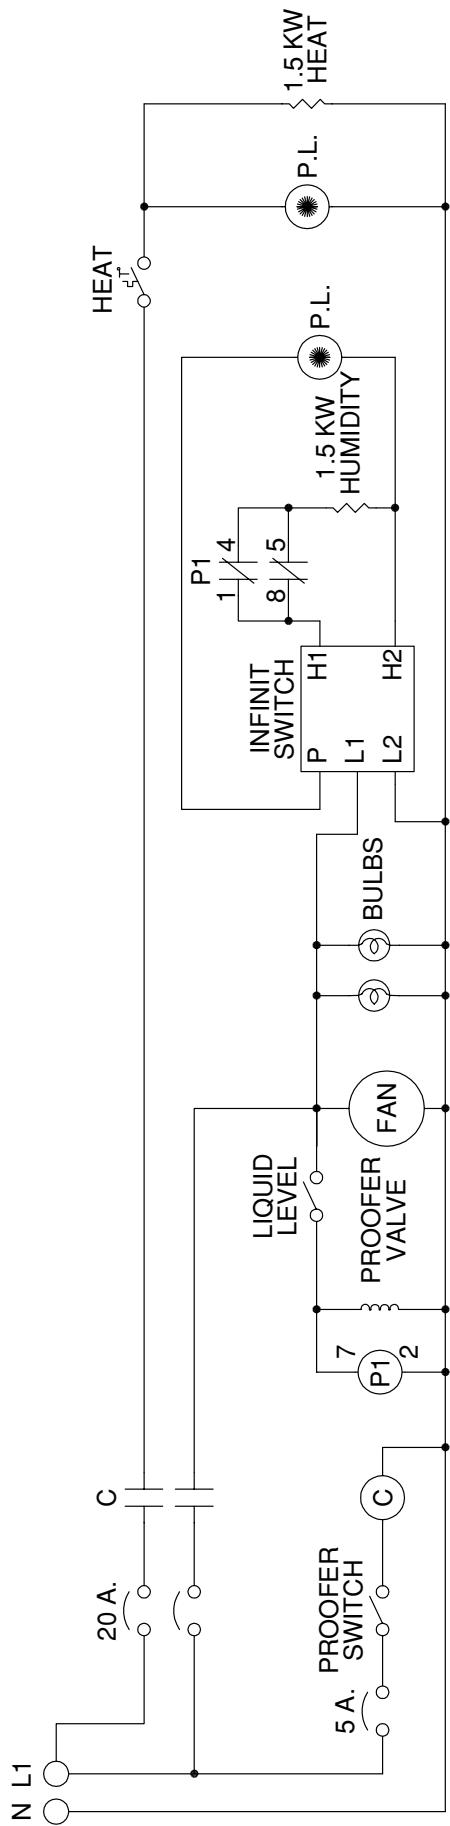 N
L1
20 A.
C
HEAT
1.5 KW
HEAT
P.L.
P.L.
1.5 KW
HUMIDITY
P1
1
4
8
5
INFINIT
SWITCH
P
H1
L1
L2
H2
BULBS
LIQUID
LEVEL
FAN
PROOFER
VALVE
7
P1
2
C
PROOFER
SWITCH
5 A.